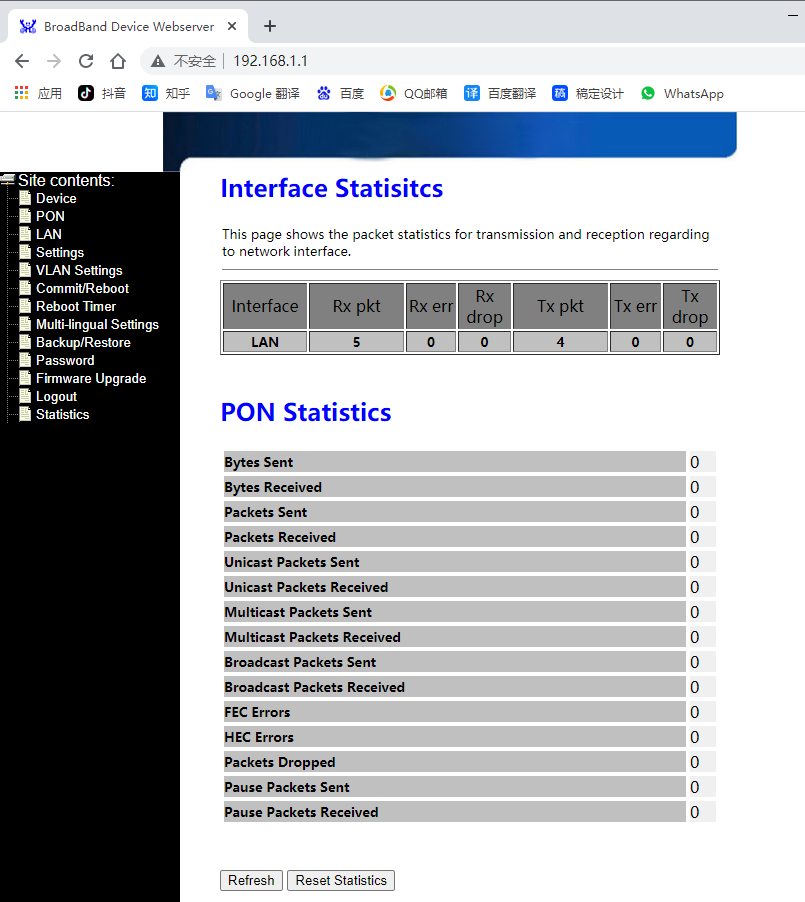 BroadBand Device Webserver
不安全 192.168.1.1
应用 抖音 知 知乎 Google 翻译 百度 QQ邮箱 译 百度翻译 稿 稿定设计 WhatsApp
Site contents:
Device
PON
LAN
Settings
VLAN Settings
Commit/Reboot
Reboot Timer
Multi-lingual Settings
Backup/Restore
Password
Firmware Upgrade
Logout
Statistics
Interface Statisitcs
This page shows the packet statistics for transmission and reception regarding
to network interface.
Interface Rx pkt Rx err Rx drop Tx pkt Tx err Tx drop
LAN 5 0 0 4 0 0
PON Statistics
Bytes Sent 0
Bytes Received 0
Packets Sent 0
Packets Received 0
Unicast Packets Sent 0
Unicast Packets Received 0
Multicast Packets Sent 0
Multicast Packets Received 0
Broadcast Packets Sent 0
Broadcast Packets Received 0
FEC Errors 0
HEC Errors 0
Packets Dropped 0
Pause Packets Sent 0
Pause Packets Received 0
Refresh Reset Statistics